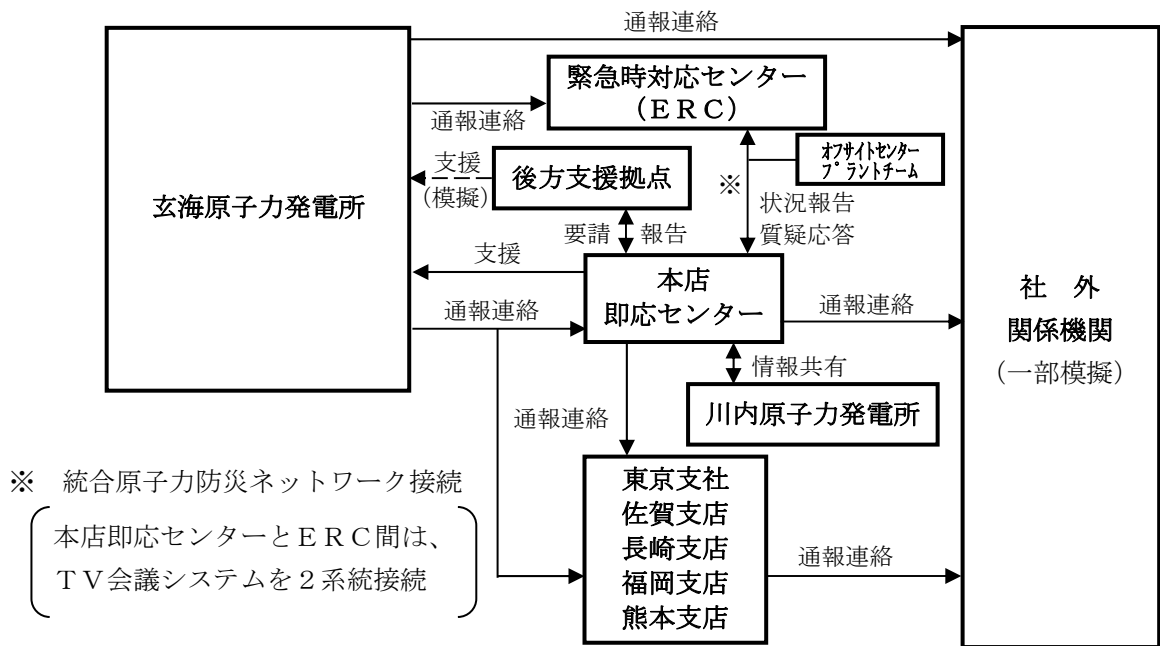 通報連絡
玄海原子力発電所
緊急時対応センター
（ＥＲＣ）
通報連絡
オフサイトセンター
プラントチーム
支援
(模擬)
後方支援拠点
※
状況報告
質疑応答
要請
報告
支援
本店
即応センター
通報連絡
通報連絡
社　外
関係機関
（一部模擬）
情報共有
川内原子力発電所
通報連絡
東京支社
佐賀支店
長崎支店
福岡支店
熊本支店
通報連絡
※　統合原子力防災ネットワーク接続
本店即応センターとＥＲＣ間は、
ＴＶ会議システムを２系統接続